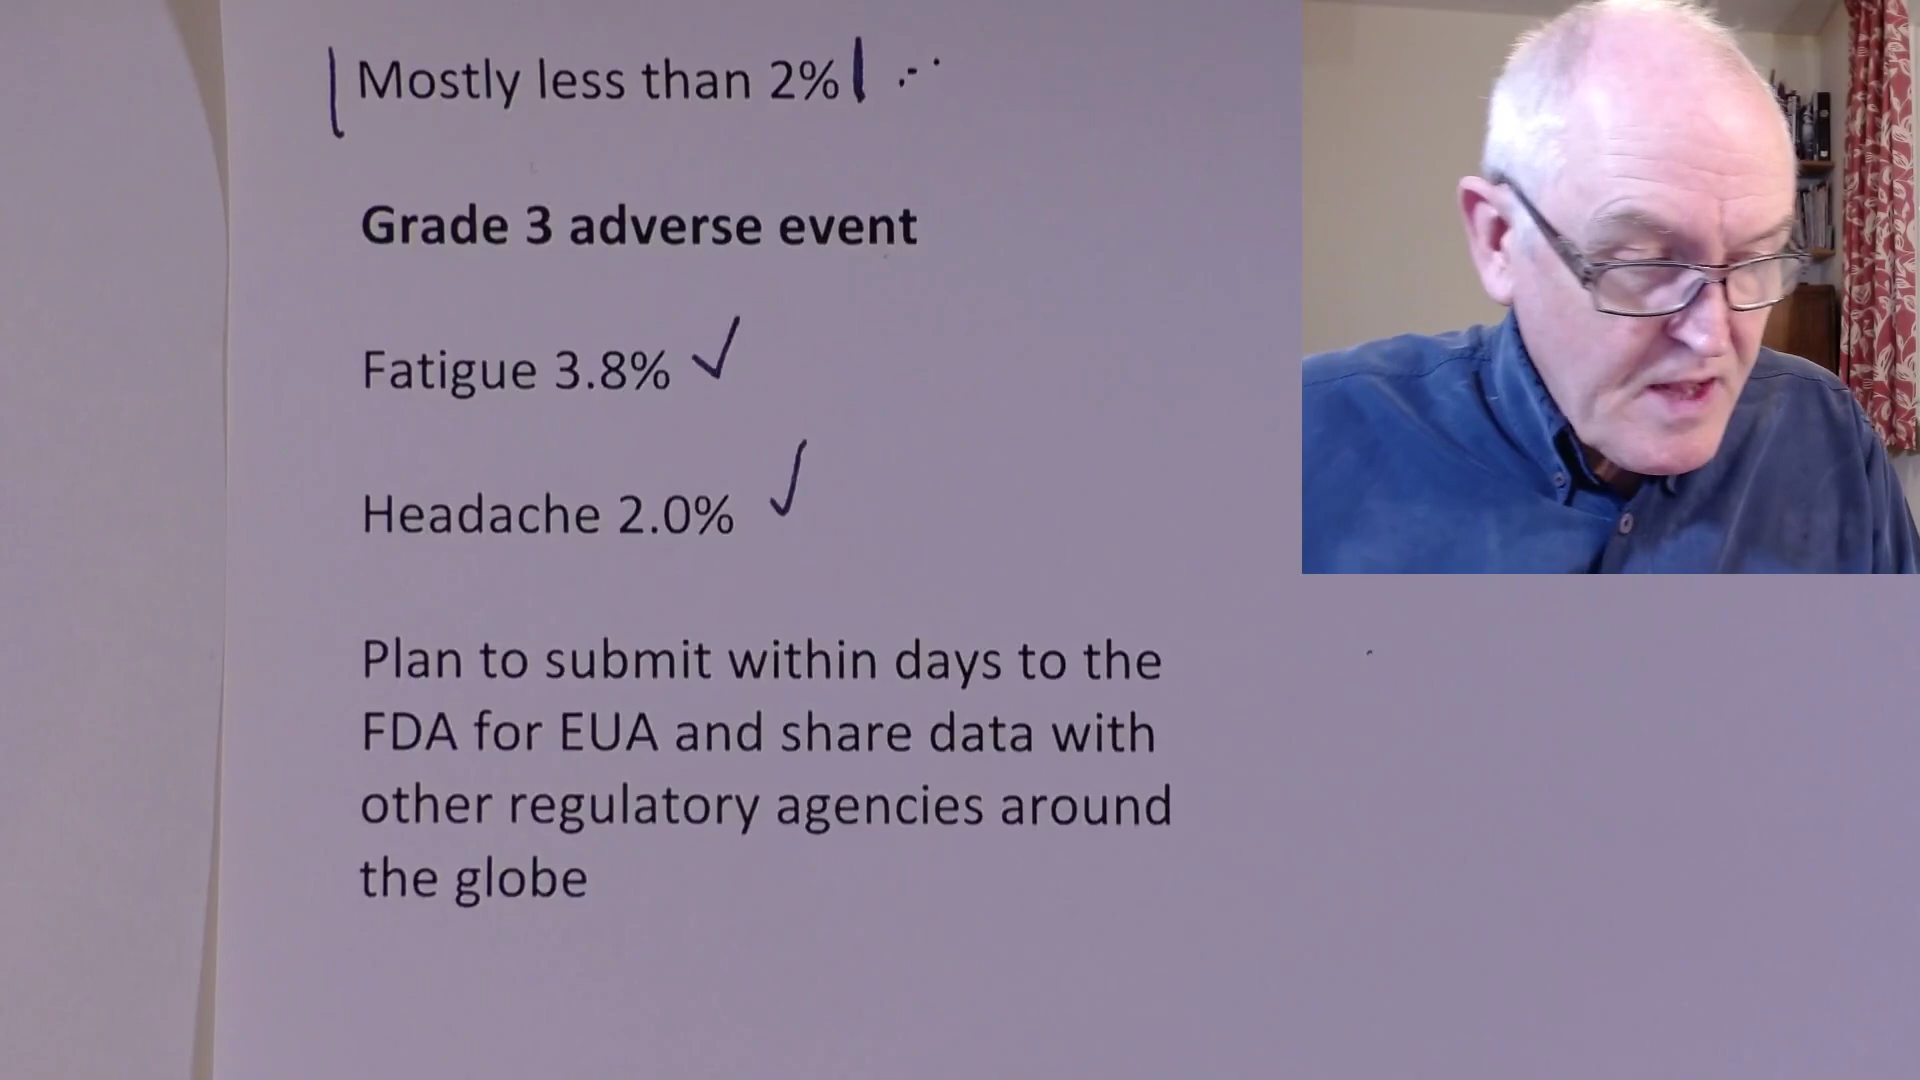 Mostly less than 2%
Grade 3 adverse event
Fatigue 3.8%
Headache 2.0%
Plan to submit within days to the
FDA for EUA and share data with
other regulatory agencies around
the globe